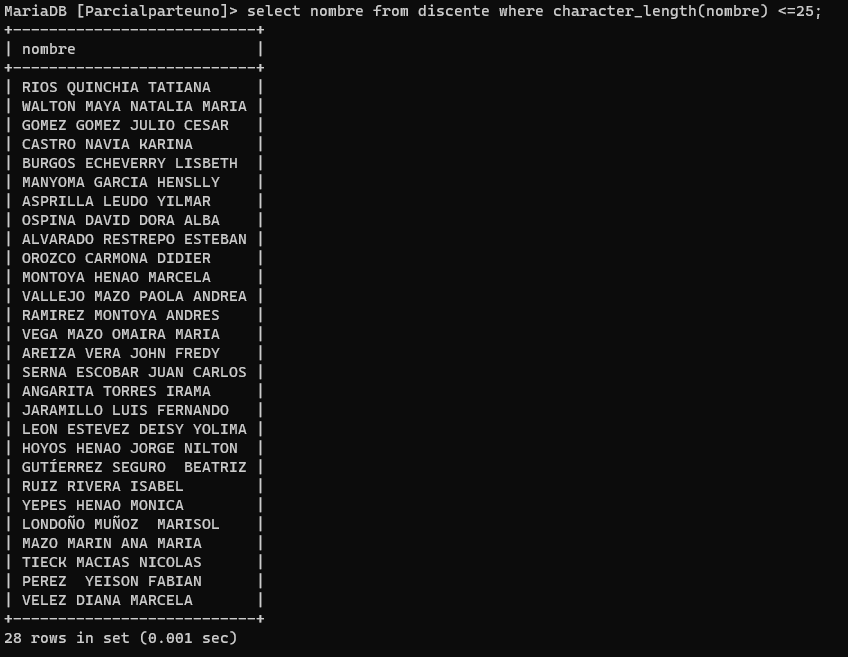 MariaDB [Parcialparteuno]> select nombre from discente where character_length(nombre) <=25;
+---------------------------+
| nombre                    |
+---------------------------+
| RIOS QUINCHIA TATIANA     |
| WALTON MAYA NATALIA MARIA |
| GOMEZ GOMEZ JULIO CESAR   |
| CASTRO NAVIA KARINA       |
| BURGOS ECHEVERRY LISBETH  |
| MANYOMA GARCIA HENSLLY    |
| ASPRILLA LEUDO YILMAR     |
| OSPINA DAVID DORA ALBA    |
| ALVARADO RESTREPO ESTEBAN |
| OROZCO CARMONA DIDIER     |
| MONTOYA HENAO MARCELA     |
| VALLEJO MAZO PAOLA ANDREA |
| RAMIREZ MONTOYA ANDRES    |
| VEGA MAZO OMAIRA MARIA    |
| AREIZA VERA JOHN FREDY    |
| SERNA ESCOBAR JUAN CARLOS |
| ANGARITA TORRES IRAMA     |
| JARAMILLO LUIS FERNANDO   |
| LEON ESTEVEZ DEISY YOLIMA |
| HOYOS HENAO JORGE NILTON  |
| GUTÍERREZ SEGURO  BEATRIZ |
| RUIZ RIVERA ISABEL        |
| YEPES HENAO MONICA        |
| LONDOÑO MUÑOZ  MARISOL    |
| MAZO MARIN ANA MARIA      |
| TIECK MACIAS NICOLAS      |
| PEREZ  YEISON FABIAN      |
| VELEZ DIANA MARCELA       |
+---------------------------+
28 rows in set (0.001 sec)